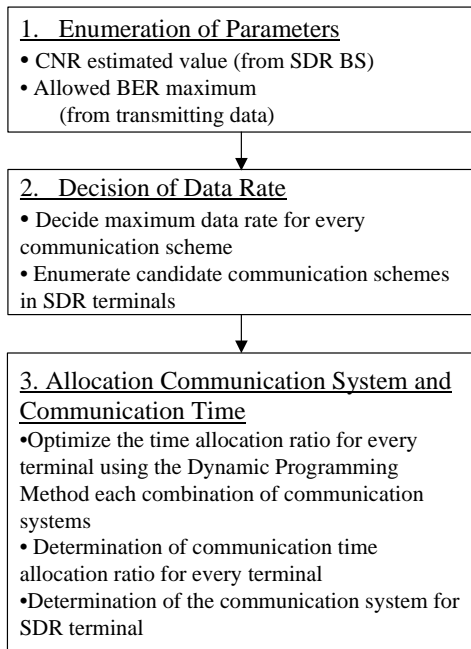 1. Enumeration of Parameters
• CNR estimated value (from SDR BS)
• Allowed BER maximum
(from transmitting data)
2. Decision of Data Rate
• Decide maximum data rate for every
communication scheme
• Enumerate candidate communication schemes
in SDR terminals
3. Allocation Communication System and
Communication Time
•Optimize the time allocation ratio for every
terminal using the Dynamic Programming
Method each combination of communication
systems
• Determination of communication time
allocation ratio for every terminal
•Determination of the communication system for
SDR terminal